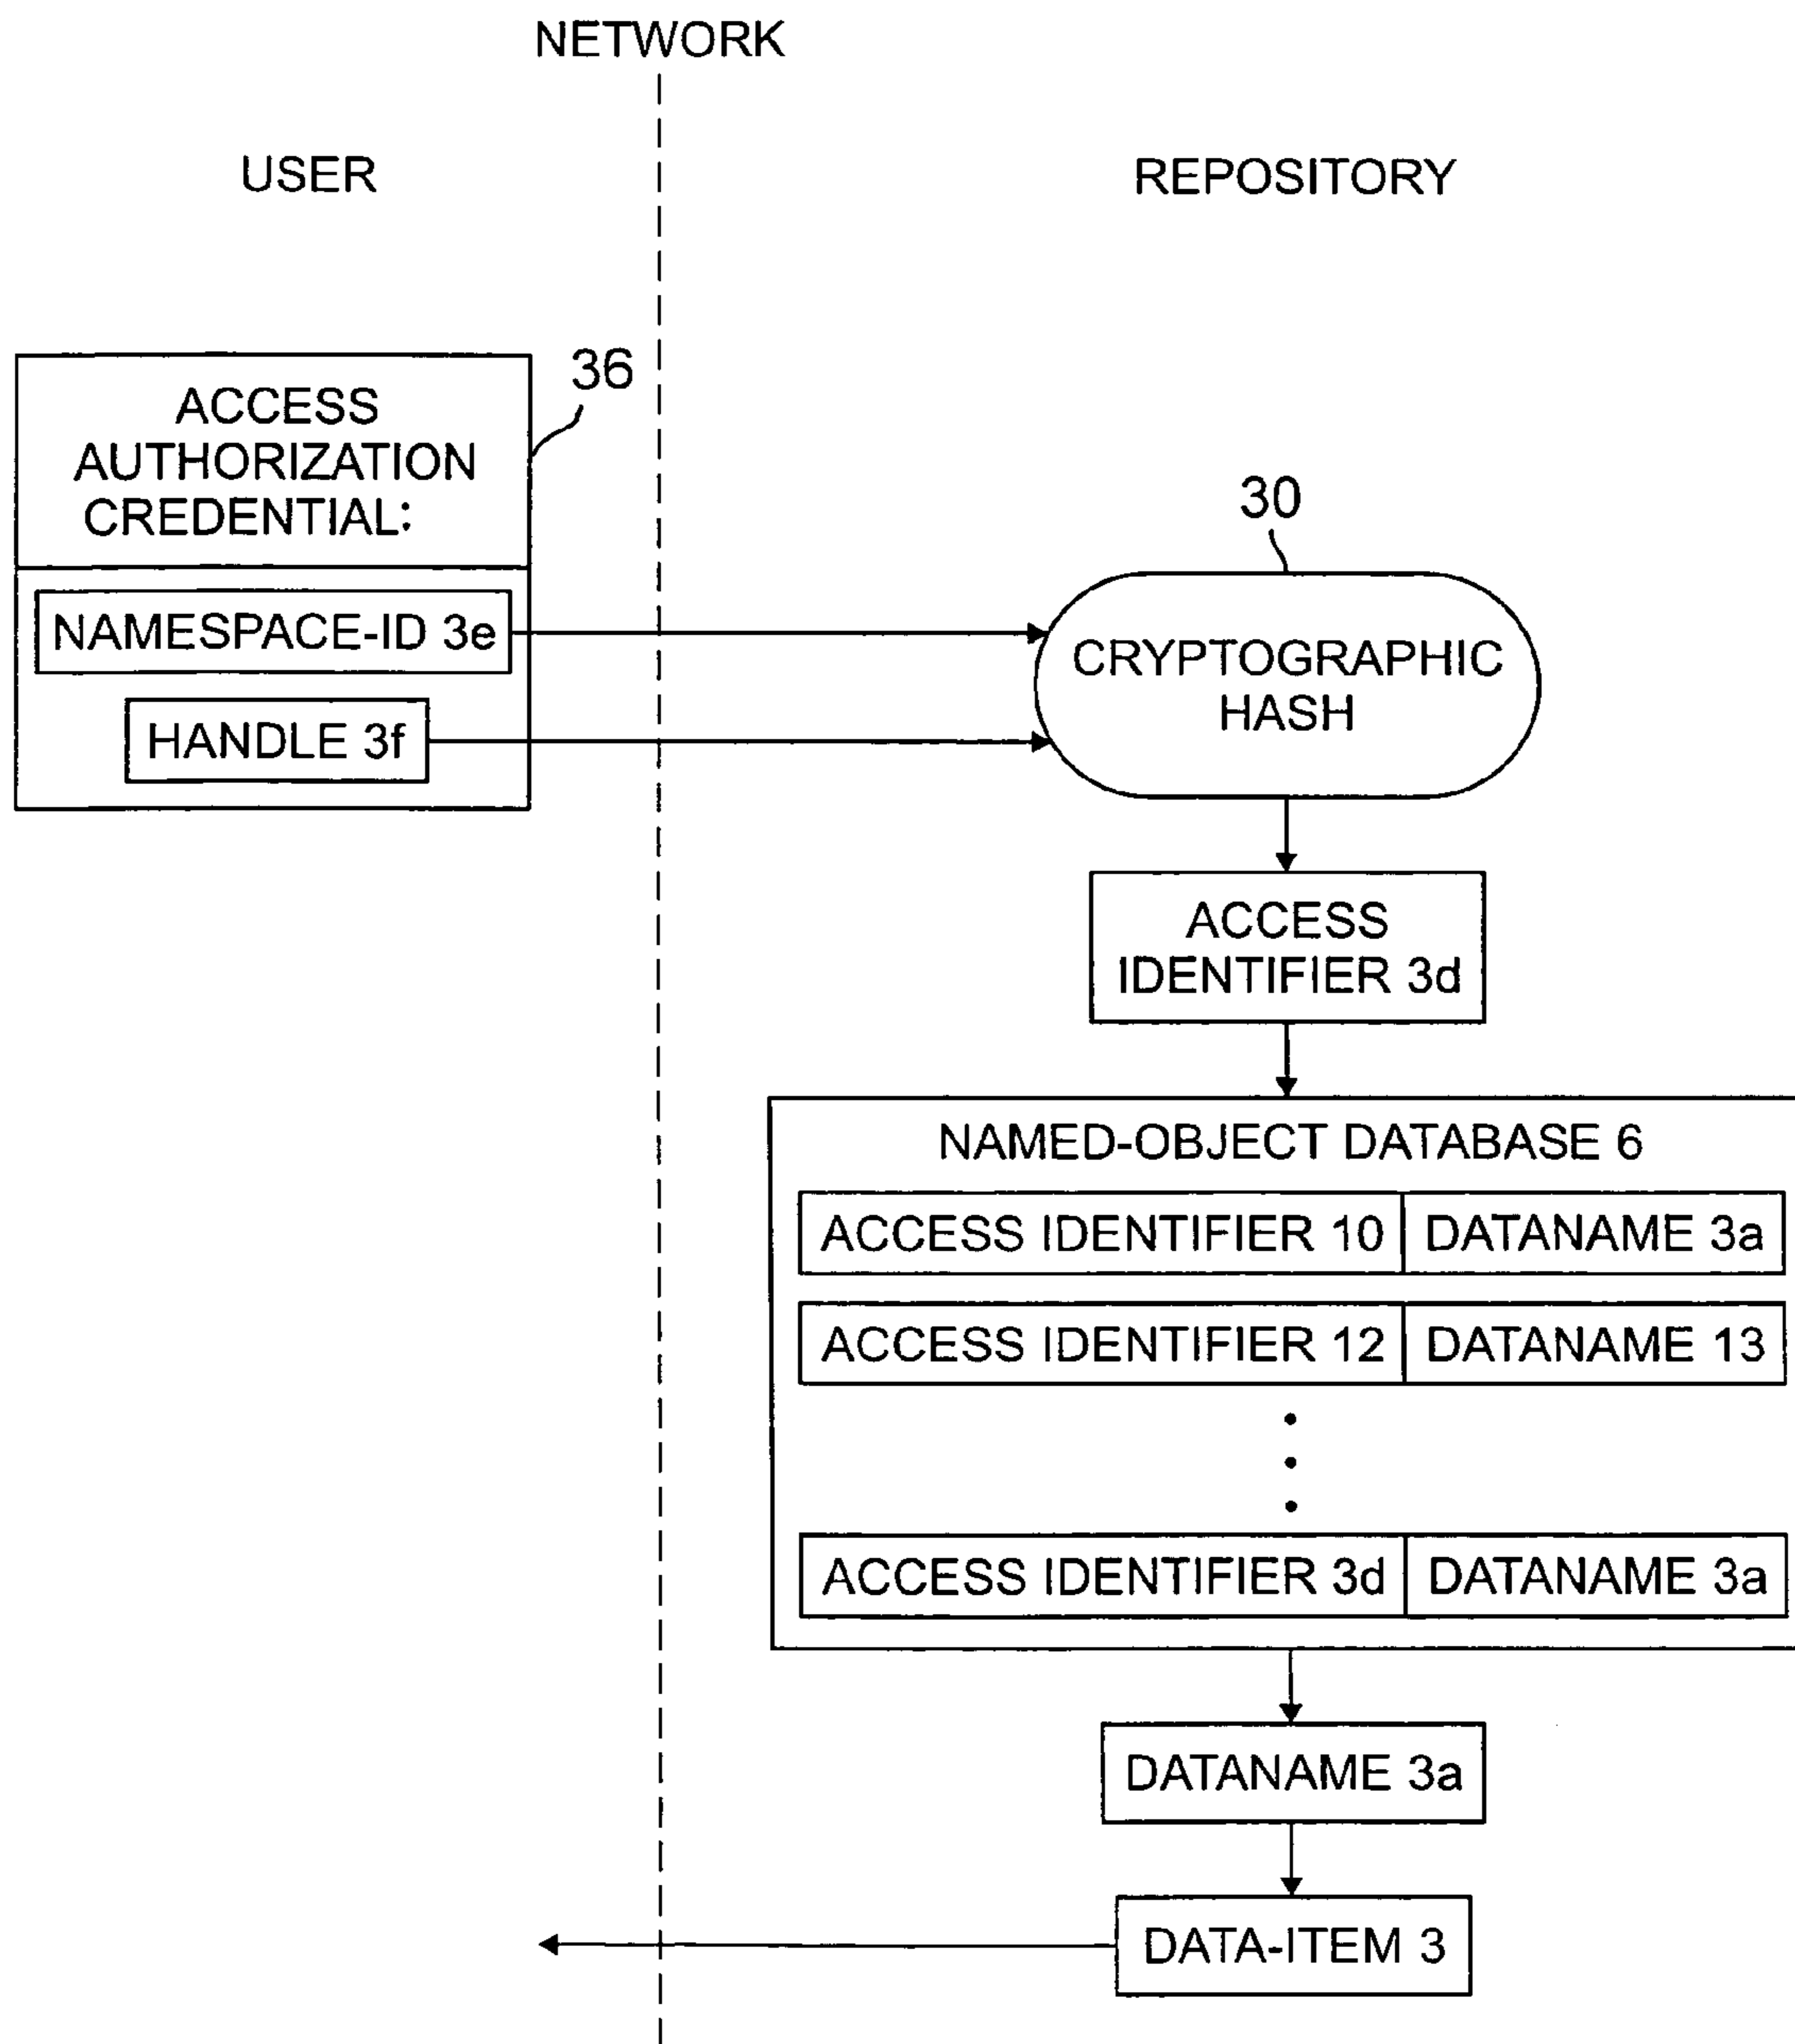 NETWORK
USER
REPOSITORY
36
ACCESS
AUTHORIZATION
CREDENTIAL:
NAMESPACE-ID 3e
HANDLE 3f
30
CRYPTOGRAPHIC
HASH
ACCESS
IDENTIFIER 3d
NAMED-OBJECT DATABASE 6
ACCESS IDENTIFIER 10 DATANAME 3a
ACCESS IDENTIFIER 12 DATANAME 13
ACCESS IDENTIFIER 3d DATANAME 3a
DATANAME 3a
DATA-ITEM 3